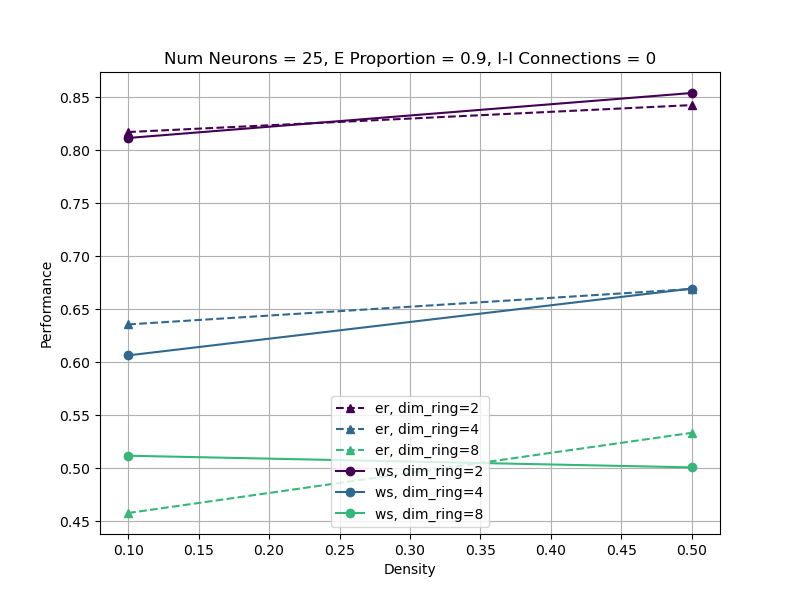 Num Neurons = 25, E Proportion = 0.9, I-I Connections = 0
Performance
0.85
0.80
0.75
0.70
0.65
0.60
0.55
0.50
0.45
er, dim_ring=2
er, dim_ring=4
er, dim_ring=8
ws, dim_ring=2
ws, dim_ring=4
ws, dim_ring=8
0.10 0.15 0.20 0.25 0.30 0.35 0.40 0.45 0.50
Density